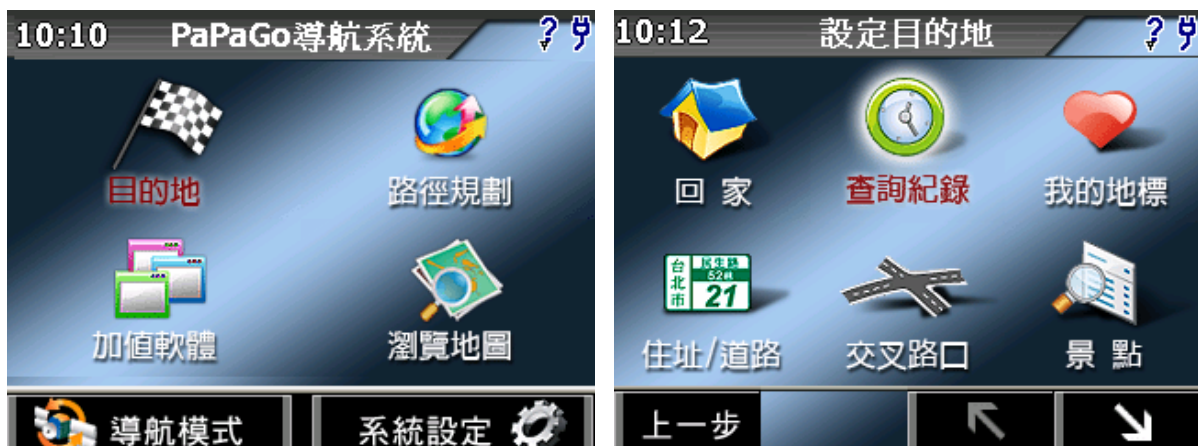 10:10 PaPaGo導航系統
目的地 路徑規劃
加值軟體 瀏覽地圖
導航模式 系統設定
10:12 設定目的地
回 家 查詢紀錄 我的地標
台北市 民生路 52巷 21
住址/道路 交叉路口 景 點
上一步